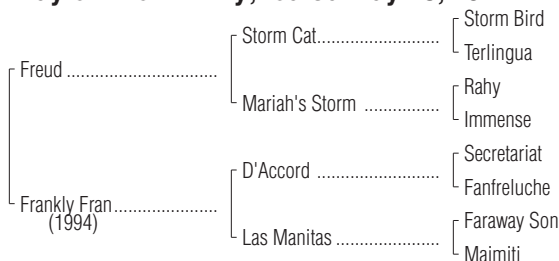 Storm Bird
Storm Cat........................................
Terlingua
Freud .................................................
Rahy
Mariah's Storm .........................
Immense
Secretariat
D'Accord ........................................
Fanfreluche
Frankly Fran...................................
(1994)
Faraway Son
Las Manitas ..................................
Maimiti